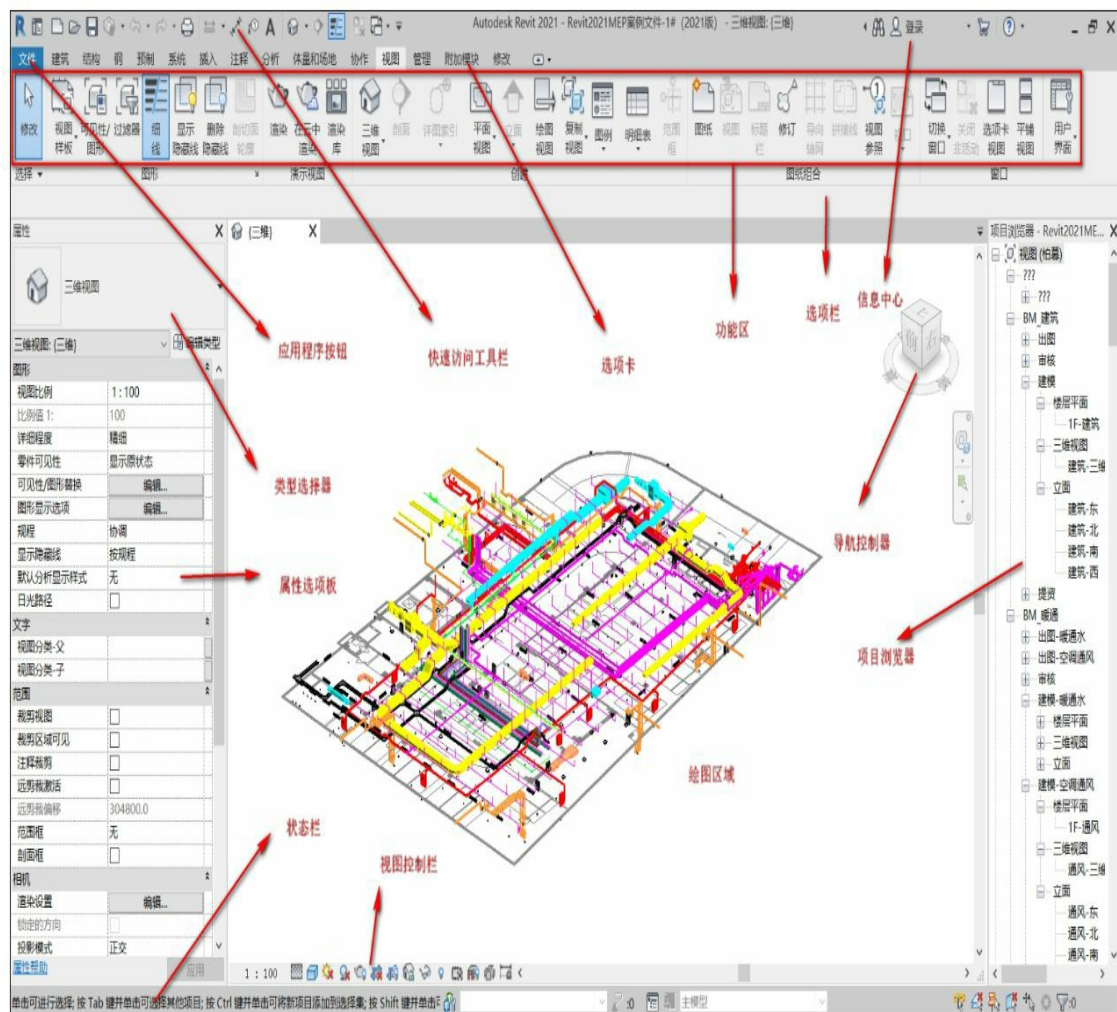 Autodesk Revit 2021 - Revit2021MEP案例文件-1# (2021版) - 三维视图: {三维}
登录
文件 建筑 结构 钢 预制 系统 插入 注释 分析 体量和场地 协作 视图 管理 附加模块 修改
修改
视图样板
可见性/图形
过滤器
细线
显示隐藏线
删除隐藏线
剖切面轮廓
渲染
在云中渲染
渲染库
三维视图
剖面
详图索引
平面视图
立面
绘图视图
复制视图
图例
明细表
范围框
图纸
视图
标题栏
修订
导向轴网
拼接线
视图参照
视口
切换窗口
关闭非活动
选项卡视图
平铺视图
用户界面
选择 图形 演示视图 创建 图纸组合 窗口
属性
{三维}
项目浏览器 - Revit2021ME...
三维视图
三维视图: {三维}
编辑类型
图形
视图比例 1 : 100
比例值 1: 100
详细程度 精细
零件可见性 显示原状态
可见性/图形替换 编辑...
图形显示选项 编辑...
规程 协调
显示隐藏线 按规程
默认分析显示样式 无
日光路径
文字
视图分类-父
视图分类-子
范围
裁剪视图
裁剪区域可见
注释裁剪
远剪裁激活
远剪裁偏移 304800.0
范围框 无
剖面框
相机
渲染设置 编辑...
锁定的方向
投影模式 正交
属性帮助
应用
应用程序按钮
快速访问工具栏
选项卡
功能区
选项栏
信息中心
类型选择器
属性选项板
导航控制器
项目浏览器
绘图区域
状态栏
视图控制栏
前
右
视图 (柏慕)
???
???
BM_建筑
出图
审核
建模
楼层平面
1F-建筑
三维视图
建筑-三维
立面
建筑-东
建筑-北
建筑-南
建筑-西
提资
BM_暖通
出图-暖通水
出图-空调通风
审核
建模-暖通水
楼层平面
三维视图
立面
建模-空调通风
楼层平面
1F-通风
三维视图
通风-三维
立面
通风-东
通风-北
通风-南
1 : 100
单击可进行选择; 按 Tab 键并单击可选择其他项目; 按 Ctrl 键并单击可将新项目添加到选择集; 按 Shift 键并单击
:0
主模型
:0